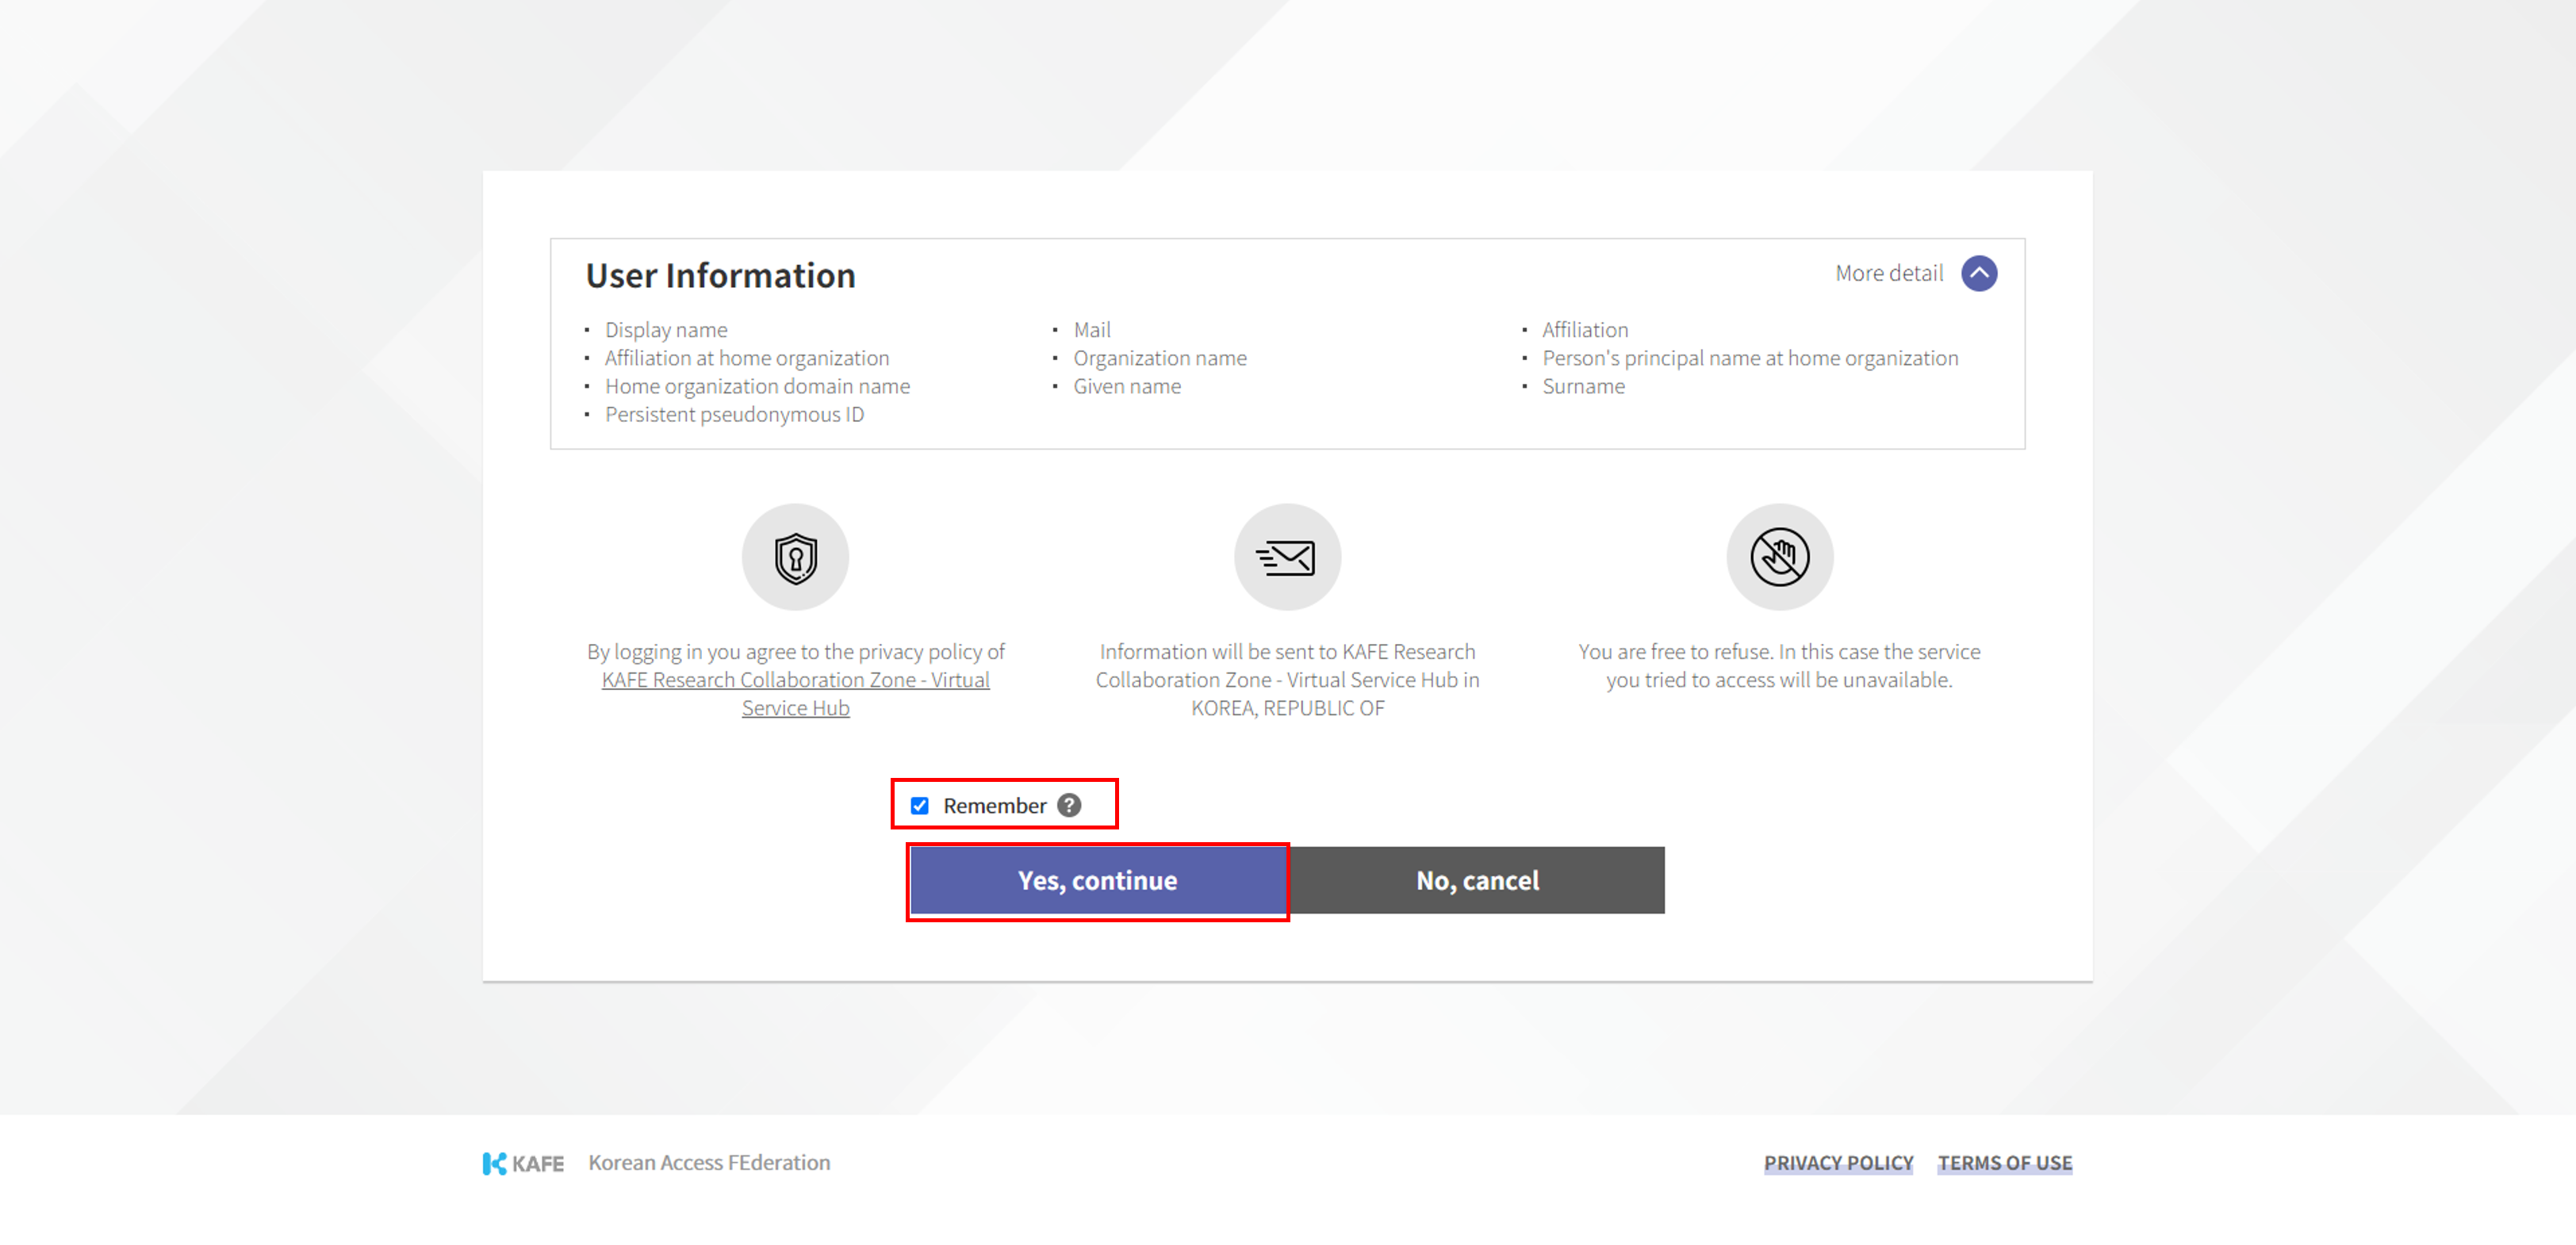 User Information
More detail
Display name
Mail
Affiliation
Affiliation at home organization
Organization name
Person's principal name at home organization
Home organization domain name
Given name
Surname
Persistent pseudonymous ID
By logging in you agree to the privacy policy of
KAFE Research Collaboration Zone - Virtual
Service Hub
Information will be sent to KAFE Research
Collaboration Zone - Virtual Service Hub in
KOREA, REPUBLIC OF
You are free to refuse. In this case the service
you tried to access will be unavailable.
Remember ?
Yes, continue
No, cancel
KAFE
Korean Access FEderation
PRIVACY POLICY
TERMS OF USE